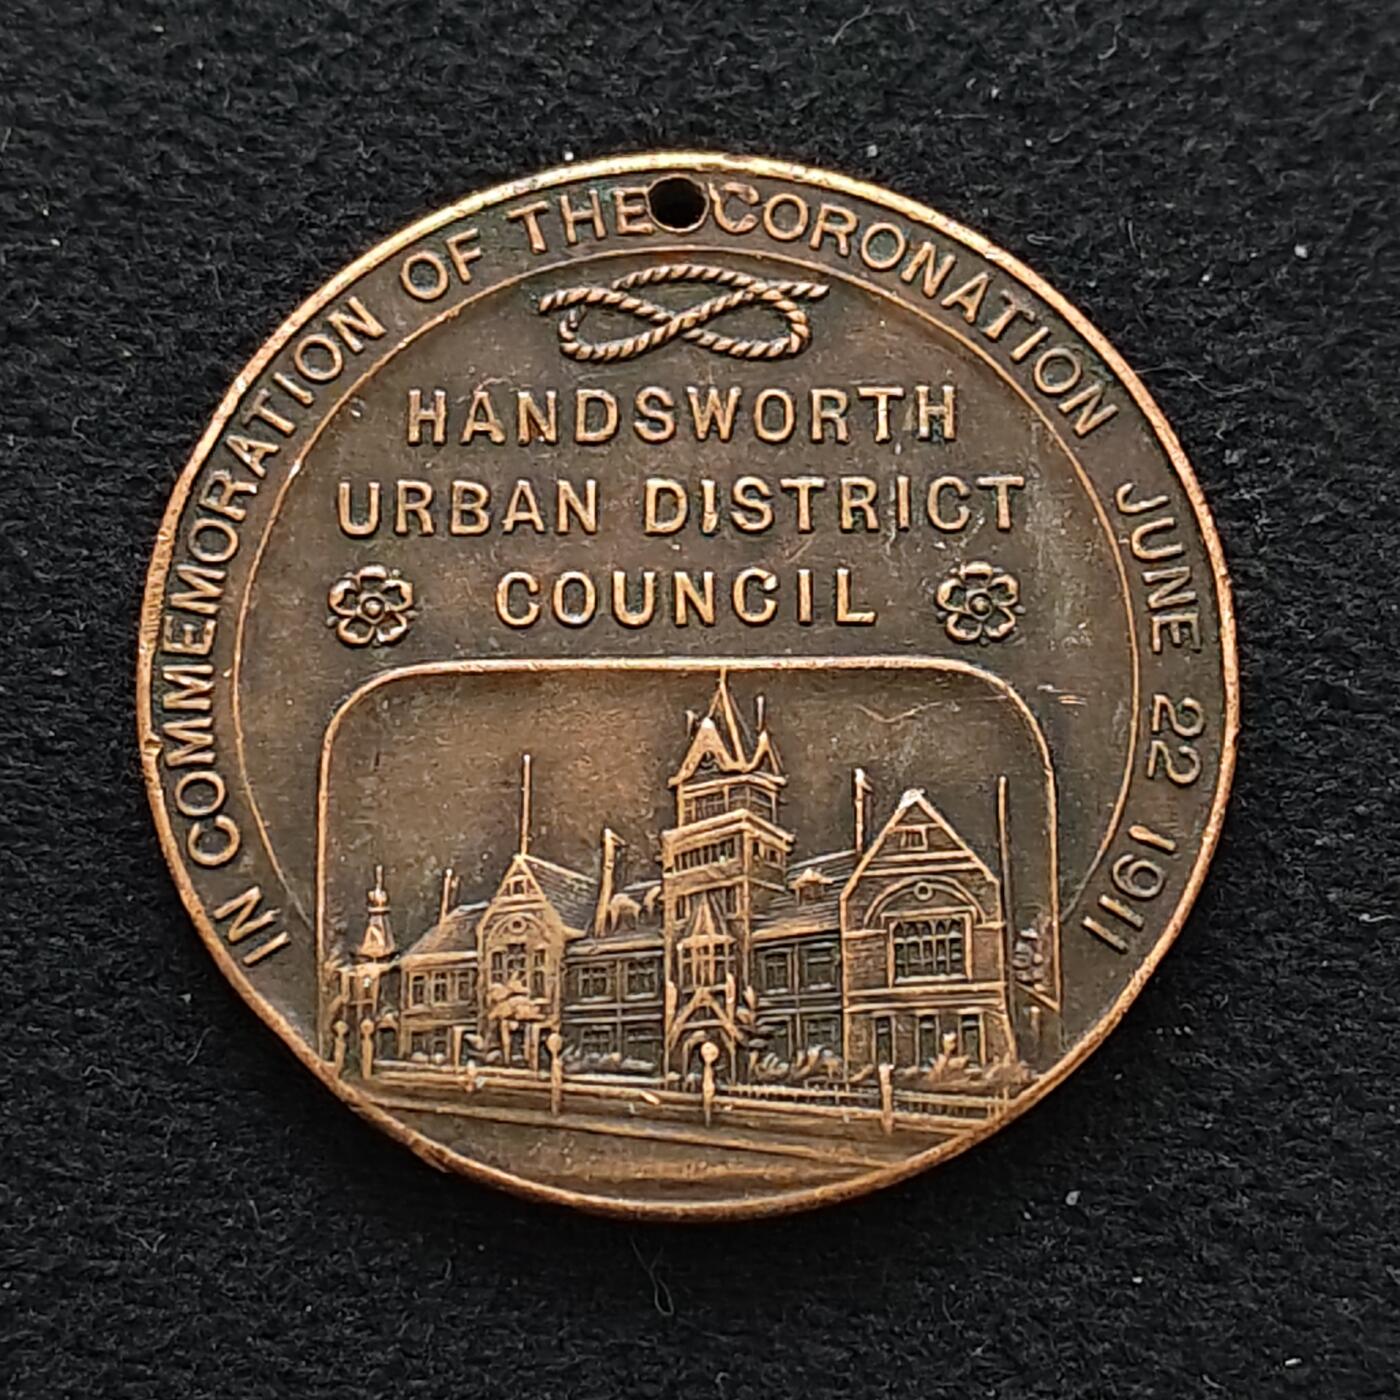 IN COMMEMORATION OF THE CORONATION JUNE 22 1911
HANDSWORTH
URBAN DISTRICT
COUNCIL